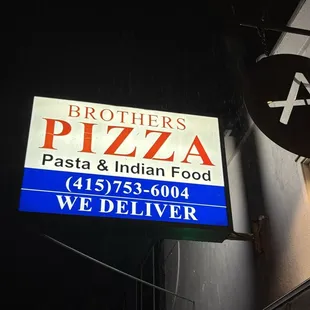 BROTHERS
PIZZA
Pasta & Indian Food
(415)753-6004
WE DELIVER